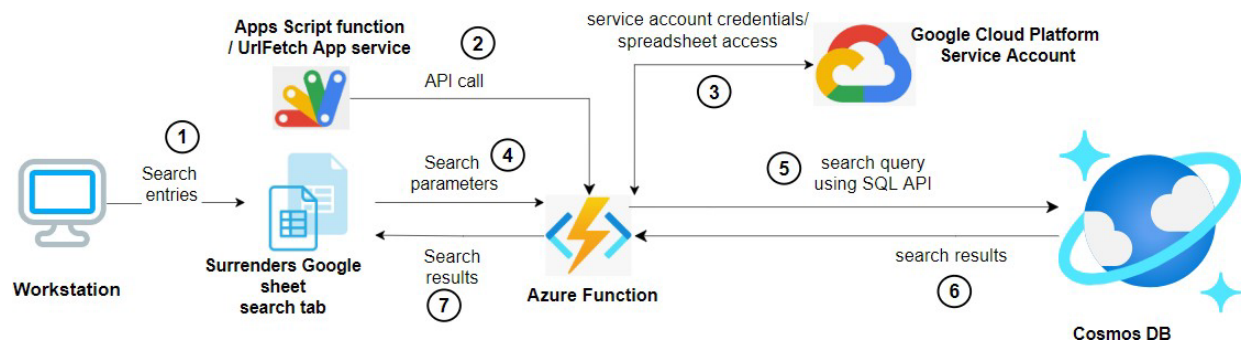 Apps Script function
/ UrlFetch App service
2
API call
service account credentials/
spreadsheet access
3
Google Cloud Platform
Service Account
1
Search
entries
Workstation
Surrenders Google
sheet
search tab
Search
parameters
4
Search
results
7
Azure Function
5
search query
using SQL API
search results
6
Cosmos DB